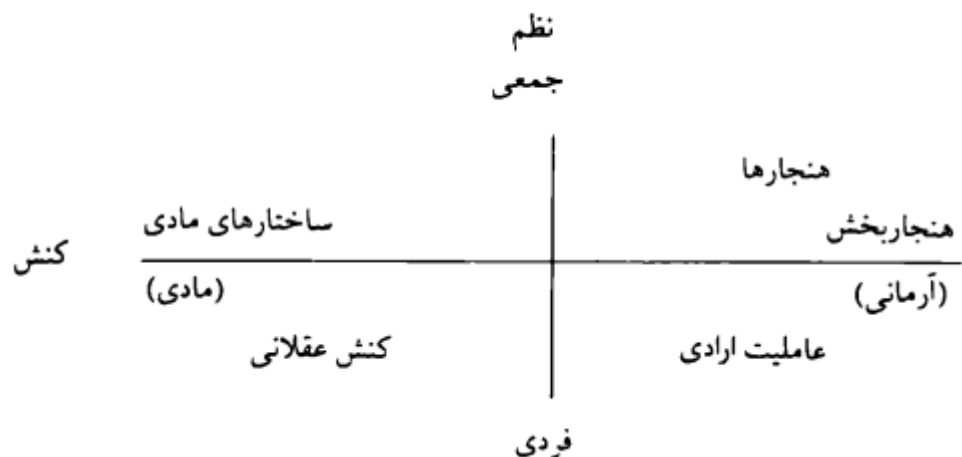 نظم
جمعی
هنجارها
هنجاربخش
ساختارهای مادی
کنش
(آرمانی)
(مادی)
عاملیت ارادی
کنش عقلانی
فردی